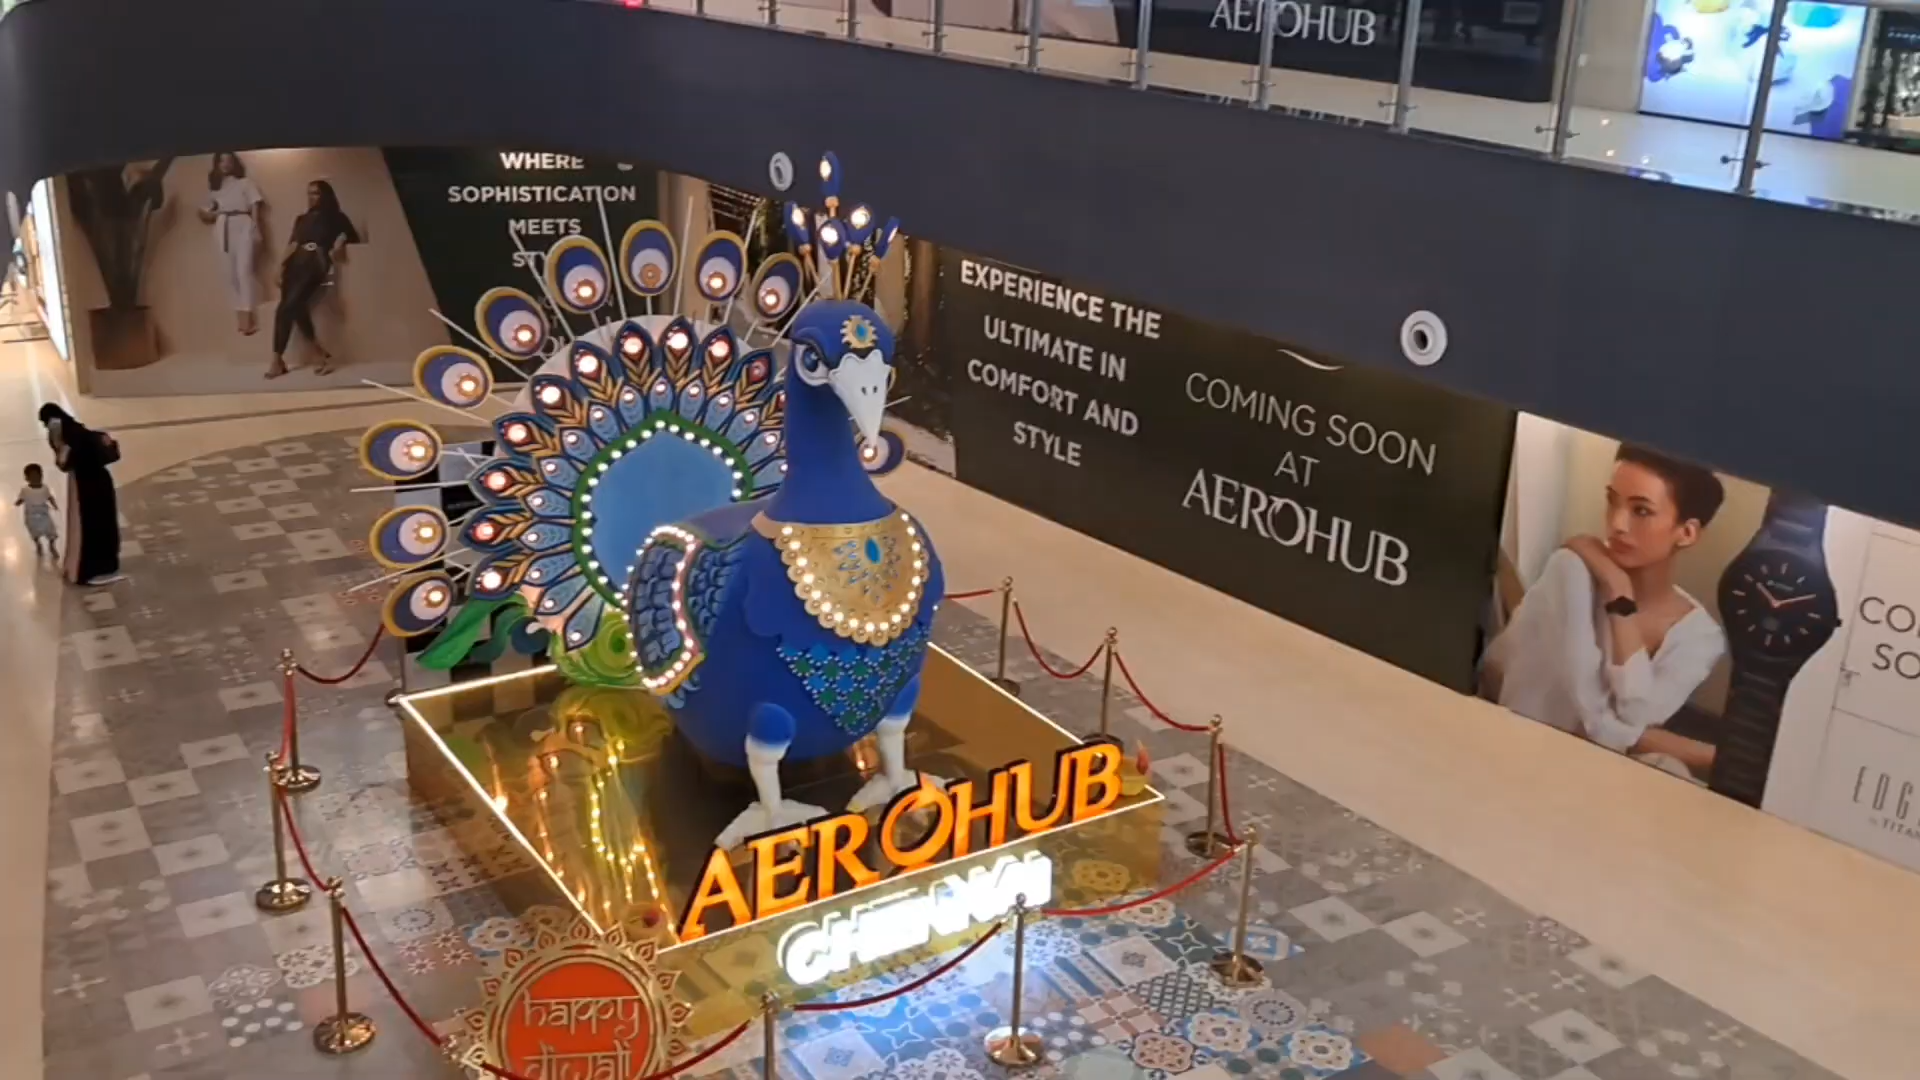 AEROHUB
WHERE
SOPHISTICATION
MEETS
EXPERIENCE THE
ULTIMATE IN
COMFORT AND
STYLE
COMING SOON
AT
AEROHUB
AEROHUB
CHENNAI
happy
diwali